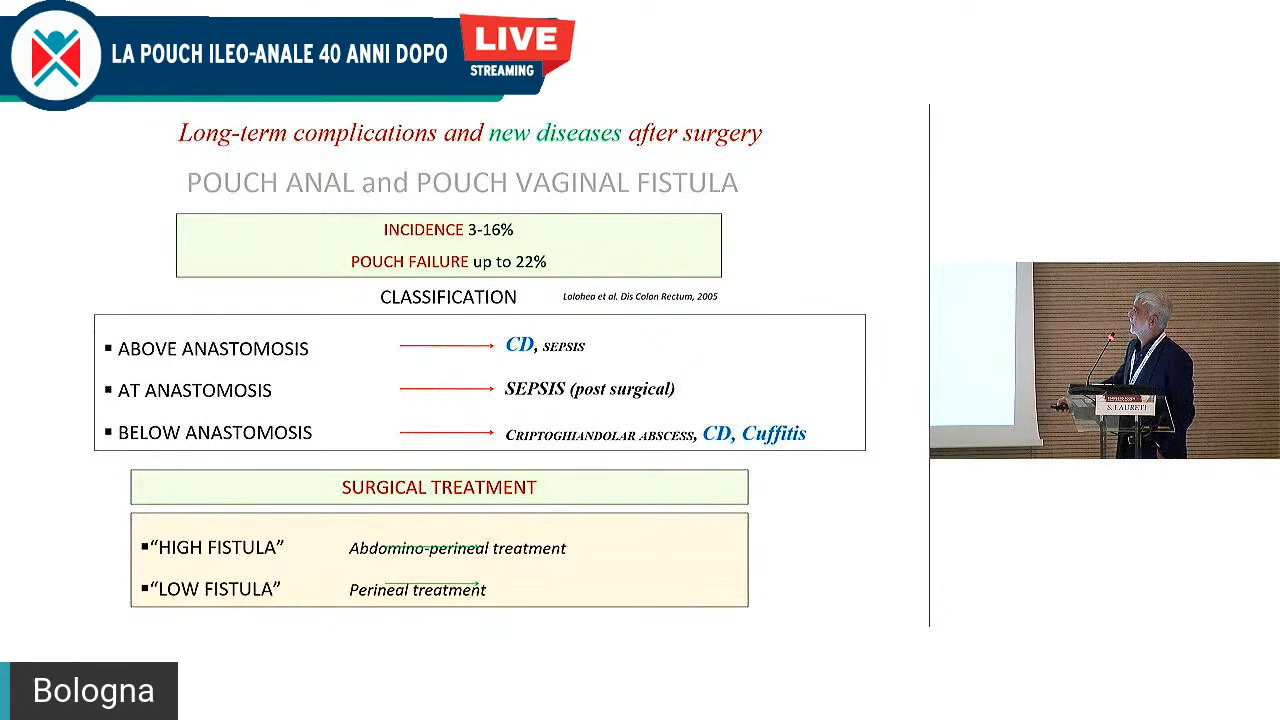 LA POUCH ILEO-ANALE 40 ANNI DOPO
LIVE
STREAMING
Long-term complications and new diseases after surgery
POUCH ANAL and POUCH VAGINAL FISTULA
INCIDENCE 3-16%
POUCH FAILURE up to 22%
CLASSIFICATION Lolohea et al. Dis Colon Rectum, 2005
▪ ABOVE ANASTOMOSIS CD, SEPSIS
▪ AT ANASTOMOSIS SEPSIS (post surgical)
▪ BELOW ANASTOMOSIS CRIPTOGHIANDOLAR ABSCESS, CD, Cuffitis
SURGICAL TREATMENT
▪“HIGH FISTULA” Abdomino-perineal treatment
▪“LOW FISTULA” Perineal treatment
S. LAURETI
Bologna